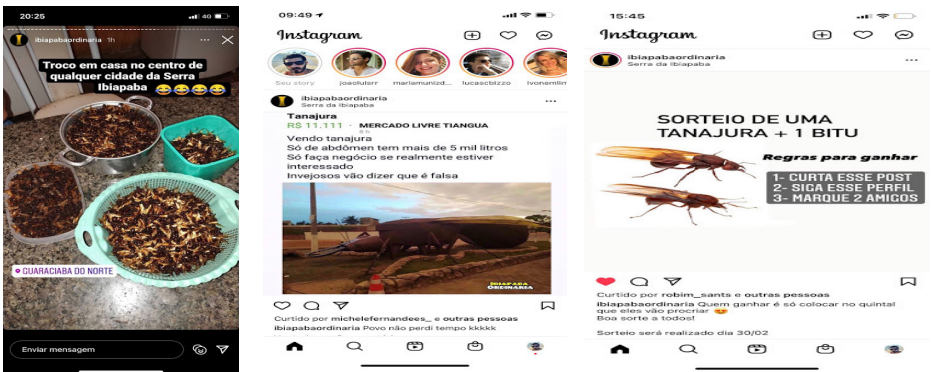 20:25
4G
ibiapabaordinaria 1h
Troco em casa no centro de
qualquer cidade da Serra
Ibiapaba 😂😂😂😂
GUARACIABA DO NORTE
Enviar mensagem
09:49
Instagram
Seu story
joaolulsrr
mariamunizd...
lucascbizzo
ivonemlin
ibiapabaordinaria
Serra da Ibiapaba
Tanajura
R$ 11.111 · MERCADO LIVRE TIANGUA
Vendo tanajura
Só de abdômen tem mais de 5 mil litros
Só faça negócio se realmente estiver
interessado
Invejosos vão dizer que é falsa
IBIAPABA
ORDINARIA
Curtido por michelefernandees_ e outras pessoas
ibiapabaordinaria Povo não perdi tempo kkkkk
15:45
Instagram
ibiapabaordinaria
Serra da Ibiapaba
SORTEIO DE UMA
TANAJURA + 1 BITU
Regras para ganhar
1- CURTA ESSE POST
2- SIGA ESSE PERFIL
3- MARQUE 2 AMIGOS
Curtido por robim_sants e outras pessoas
ibiapabaordinaria Quem ganhar é só colocar no quintal
que eles vão procriar 😍
Boa sorte a todos!
Sorteio será realizado dia 30/02